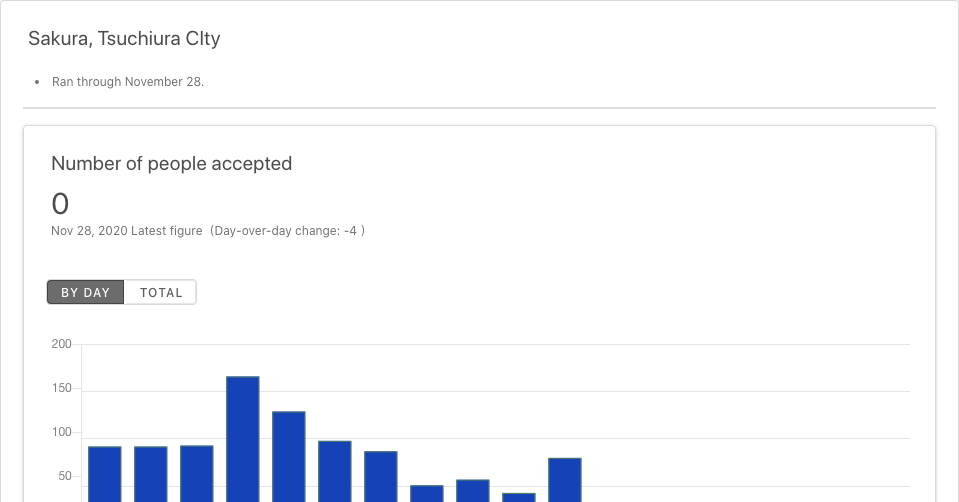 Sakura, Tsuchiura CIty
• Ran through November 28.
Number of people accepted
0
Nov 28, 2020 Latest figure (Day-over-day change: -4 )
BY DAY TOTAL
200
150
100
50